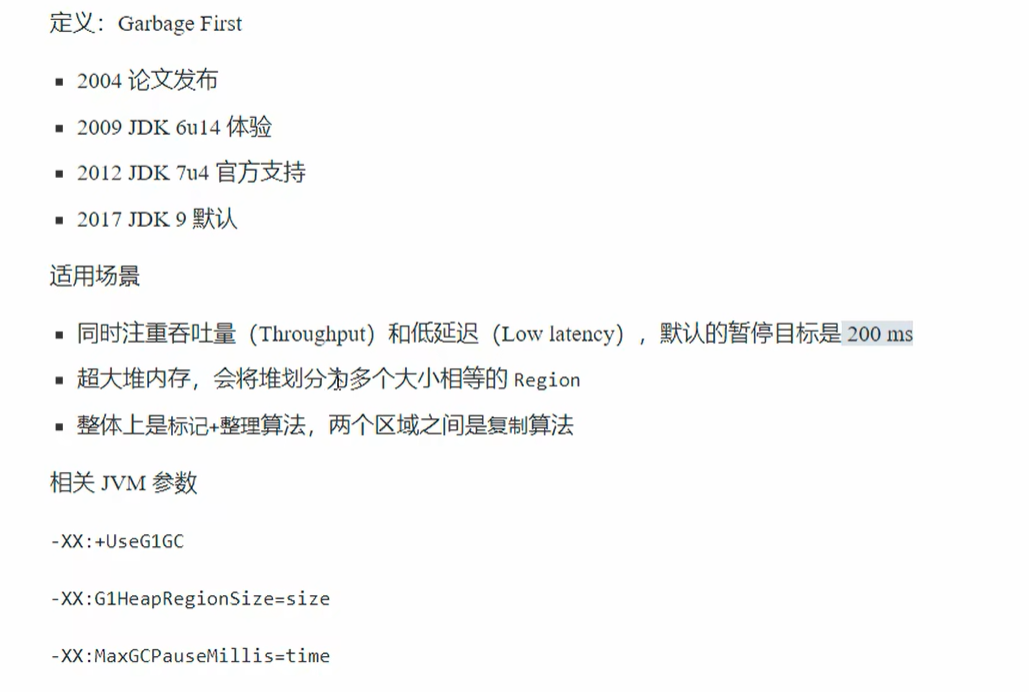 定义：Garbage First
2004 论文发布
2009 JDK 6u14 体验
2012 JDK 7u4 官方支持
2017 JDK 9 默认
适用场景
同时注重吞吐量（Throughput）和低延迟（Low latency），默认的暂停目标是 200 ms
超大堆内存，会将堆划分为多个大小相等的 Region
整体上是标记+整理算法，两个区域之间是复制算法
相关 JVM 参数
-XX:+UseG1GC
-XX:G1HeapRegionSize=size
-XX:MaxGCPauseMillis=time